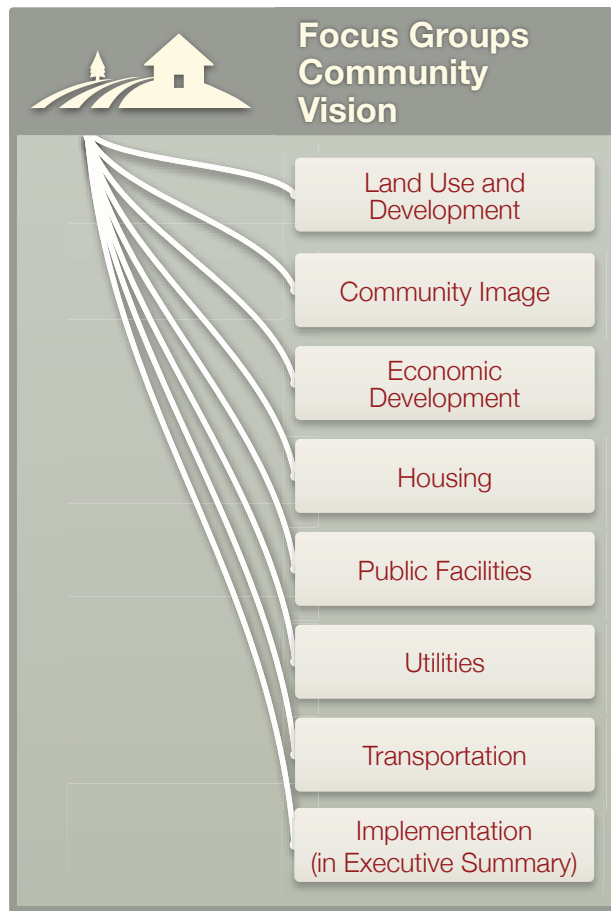 Focus Groups
Community
Vision
Land Use and
Development
Community Image
Economic
Development
Housing
Public Facilities
Utilities
Transportation
Implementation
(in Executive Summary)